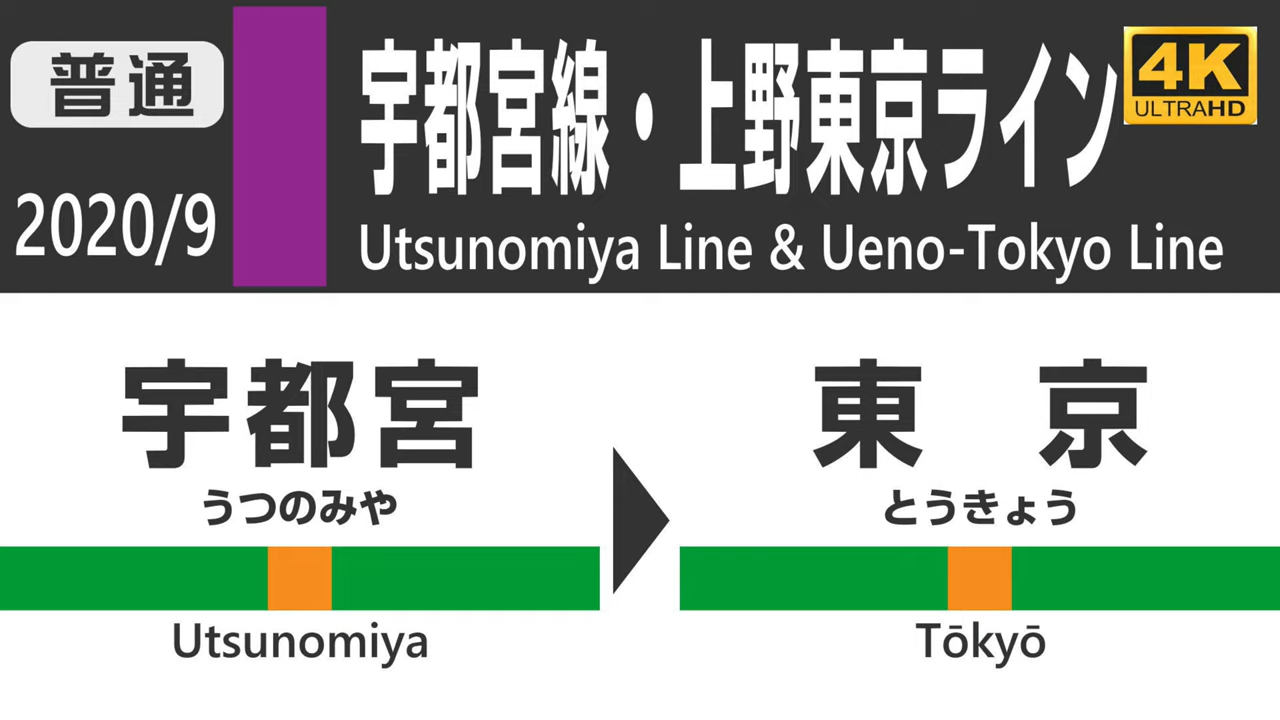 普通
2020/9
宇都宮線・上野東京ライン
Utsunomiya Line & Ueno-Tokyo Line
4K
ULTRAHD
宇都宮
うつのみや
Utsunomiya
東京
とうきょう
Tōkyō